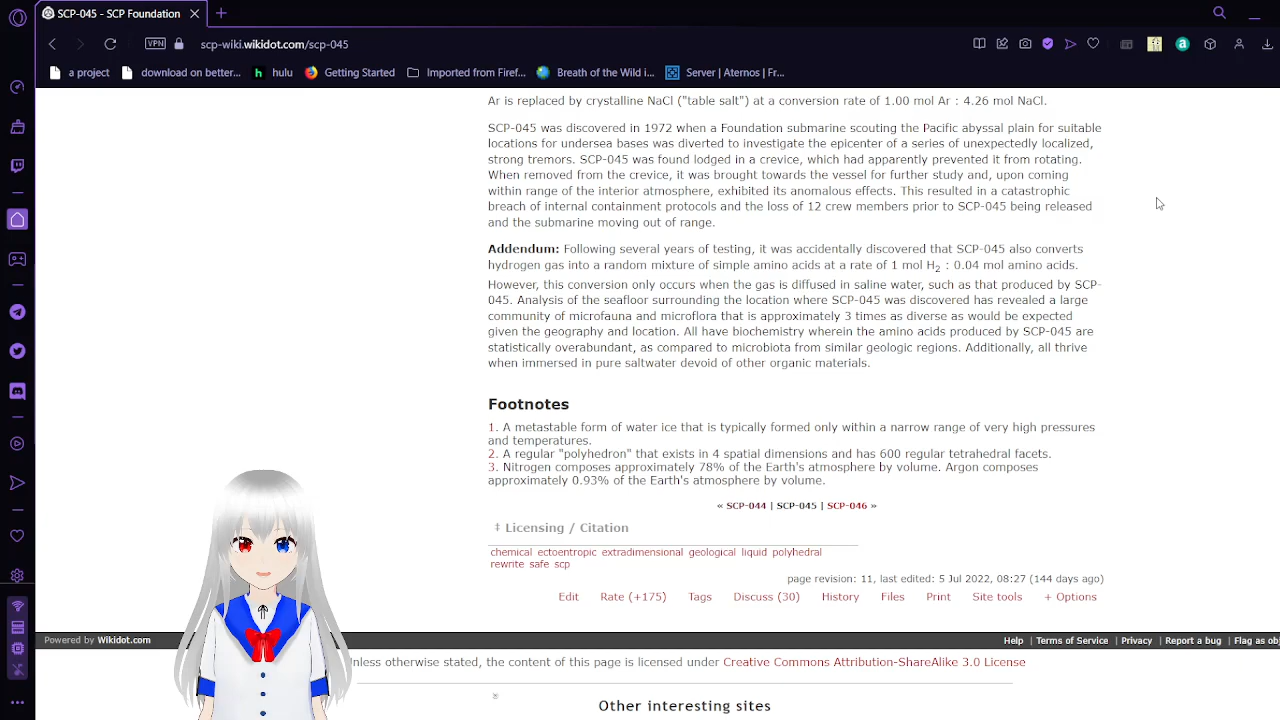 SCP-045 - SCP Foundation
VPN
scp-wiki.wikidot.com/scp-045
a project
download on better...
hulu
Getting Started
Imported from Firef...
Breath of the Wild i...
Server | Aternos | Fr...
Ar is replaced by crystalline NaCl ("table salt") at a conversion rate of 1.00 mol Ar : 4.26 mol NaCl.
SCP-045 was discovered in 1972 when a Foundation submarine scouting the Pacific abyssal plain for suitable
locations for undersea bases was diverted to investigate the epicenter of a series of unexpectedly localized,
strong tremors. SCP-045 was found lodged in a crevice, which had apparently prevented it from rotating.
When removed from the crevice, it was brought towards the vessel for further study and, upon coming
within range of the interior atmosphere, exhibited its anomalous effects. This resulted in a catastrophic
breach of internal containment protocols and the loss of 12 crew members prior to SCP-045 being released
and the submarine moving out of range.
Addendum: Following several years of testing, it was accidentally discovered that SCP-045 also converts
hydrogen gas into a random mixture of simple amino acids at a rate of 1 mol H2 : 0.04 mol amino acids.
However, this conversion only occurs when the gas is diffused in saline water, such as that produced by SCP-
045. Analysis of the seafloor surrounding the location where SCP-045 was discovered has revealed a large
community of microfauna and microflora that is approximately 3 times as diverse as would be expected
given the geography and location. All have biochemistry wherein the amino acids produced by SCP-045 are
statistically overabundant, as compared to microbiota from similar geologic regions. Additionally, all thrive
when immersed in pure saltwater devoid of other organic materials.
Footnotes
1. A metastable form of water ice that is typically formed only within a narrow range of very high pressures
and temperatures.
2. A regular "polyhedron" that exists in 4 spatial dimensions and has 600 regular tetrahedral facets.
3. Nitrogen composes approximately 78% of the Earth's atmosphere by volume. Argon composes
approximately 0.93% of the Earth's atmosphere by volume.
« SCP-044 | SCP-045 | SCP-046 »
‡ Licensing / Citation
chemical ectoentropic extradimensional geological liquid polyhedral
rewrite safe scp
page revision: 11, last edited: 5 Jul 2022, 08:27 (144 days ago)
Edit Rate (+175) Tags Discuss (30) History Files Print Site tools + Options
Powered by Wikidot.com
Help | Terms of Service | Privacy | Report a bug | Flag as obj
nless otherwise stated, the content of this page is licensed under Creative Commons Attribution-ShareAlike 3.0 License
Other interesting sites